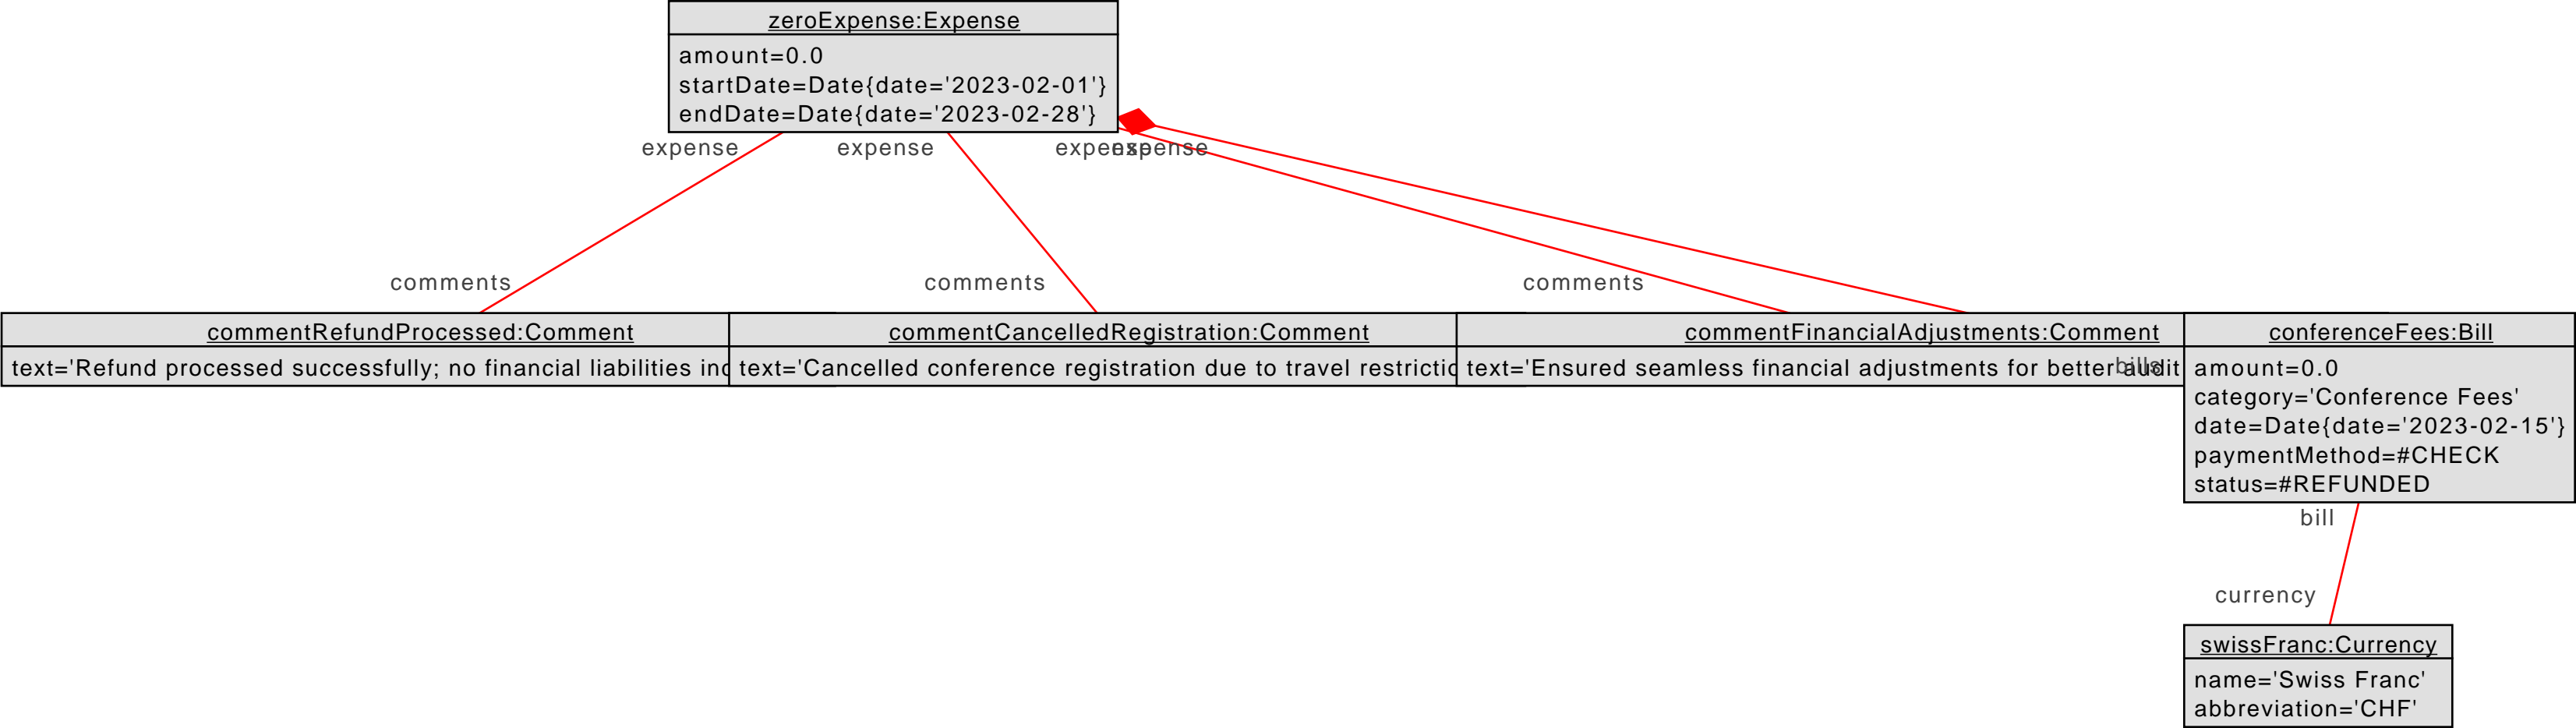 zeroExpense:Expense
amount=0.0
startDate=Date{date='2023-02-01'}
endDate=Date{date='2023-02-28'}
expense expense expense expense
comments comments comments
commentRefundProcessed:Comment
text='Refund processed successfully; no financial liabilities
commentCancelledRegistration:Comment
text='Cancelled conference registration due to travel
commentFinancialAdjustments:Comment
text='Ensured seamless financial adjustments for better audit
bills
conferenceFees:Bill
amount=0.0
category='Conference Fees'
date=Date{date='2023-02-15'}
paymentMethod=#CHECK
status=#REFUNDED
bill
currency
swissFranc:Currency
name='Swiss Franc'
abbreviation='CHF'